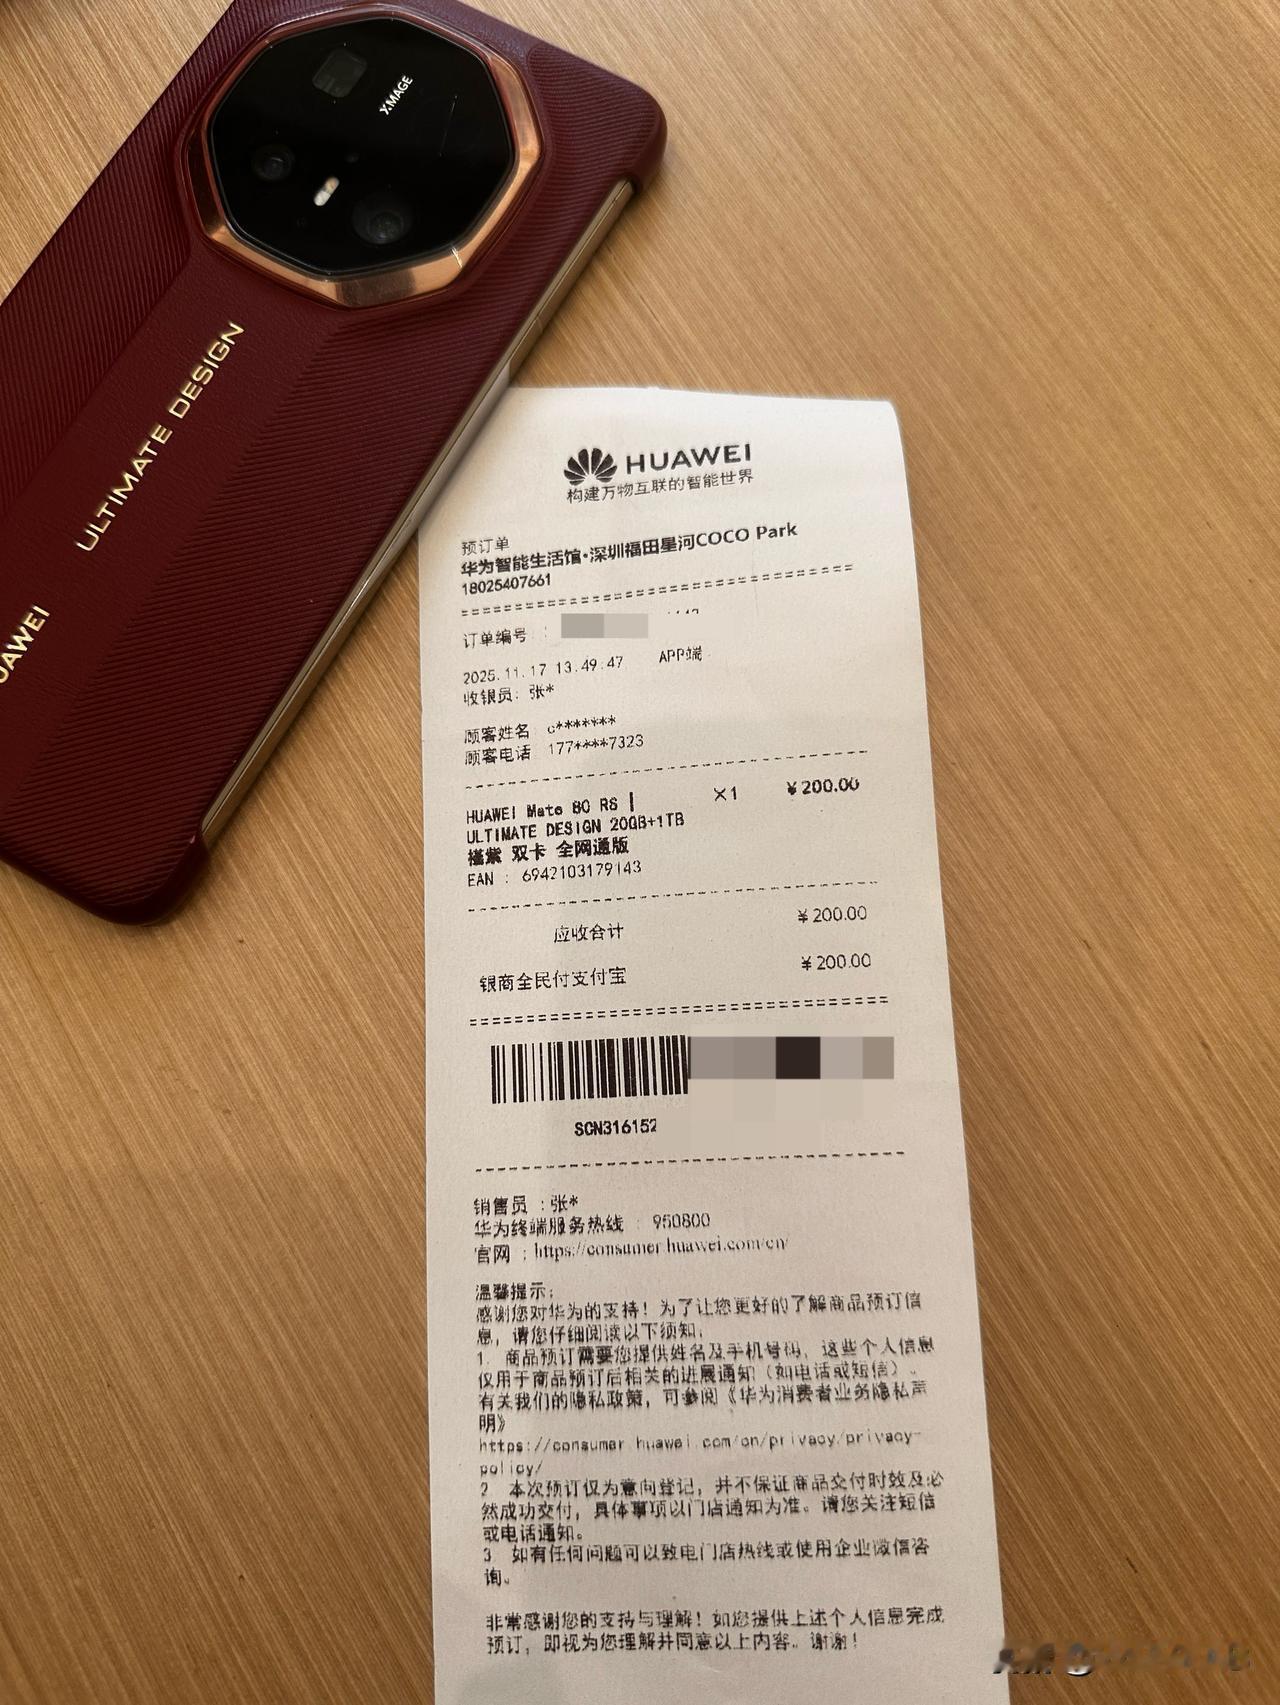 XMAGE
ULTIMATE DESIGN
HUAWEI
构建万物互联的智能世界
预订单
华为智能生活馆·深圳福田星河COCO Park
18025407661
订单编号：
2025.11.17 13.49.47 APP端
收银员：张*
顾客姓名 c*******
顾客电话 177****7323
HUAWEI Mate 80 RS | X1 ¥200.00
ULTIMATE DESIGN 20GB+1TB
槿紫 双卡 全网通版
EAN : 6942103179143
应收合计 ¥200.00
银商全民付支付宝 ¥200.00
SCN316152
销售员 :张*
华为终端服务热线 : 950800
官网 : https://consumer.huawei.com/cn/
温馨提示：
感谢您对华为的支持！为了让您更好的了解商品预订信
息，请您仔细阅读以下须知，
1. 商品预订需要您提供姓名及手机号码，这些个人信息
仅用于商品预订后相关的进展通知（如电话或短信）。
有关我们的隐私政策，可参阅《华为消费者业务隐私声
明》
https://consumer.huawei.com/cn/privacy/privacy-
policy/
2. 本次预订仅为意向登记，并不保证商品交付时效及必
然成功交付，具体事项以门店通知为准。请您关注短信
或电话通知。
3. 如有任何问题可以致电门店热线或使用企业微信咨
询。
非常感谢您的支持与理解！如您提供上述个人信息完成
预订，即视为您理解并同意以上内容。谢谢！